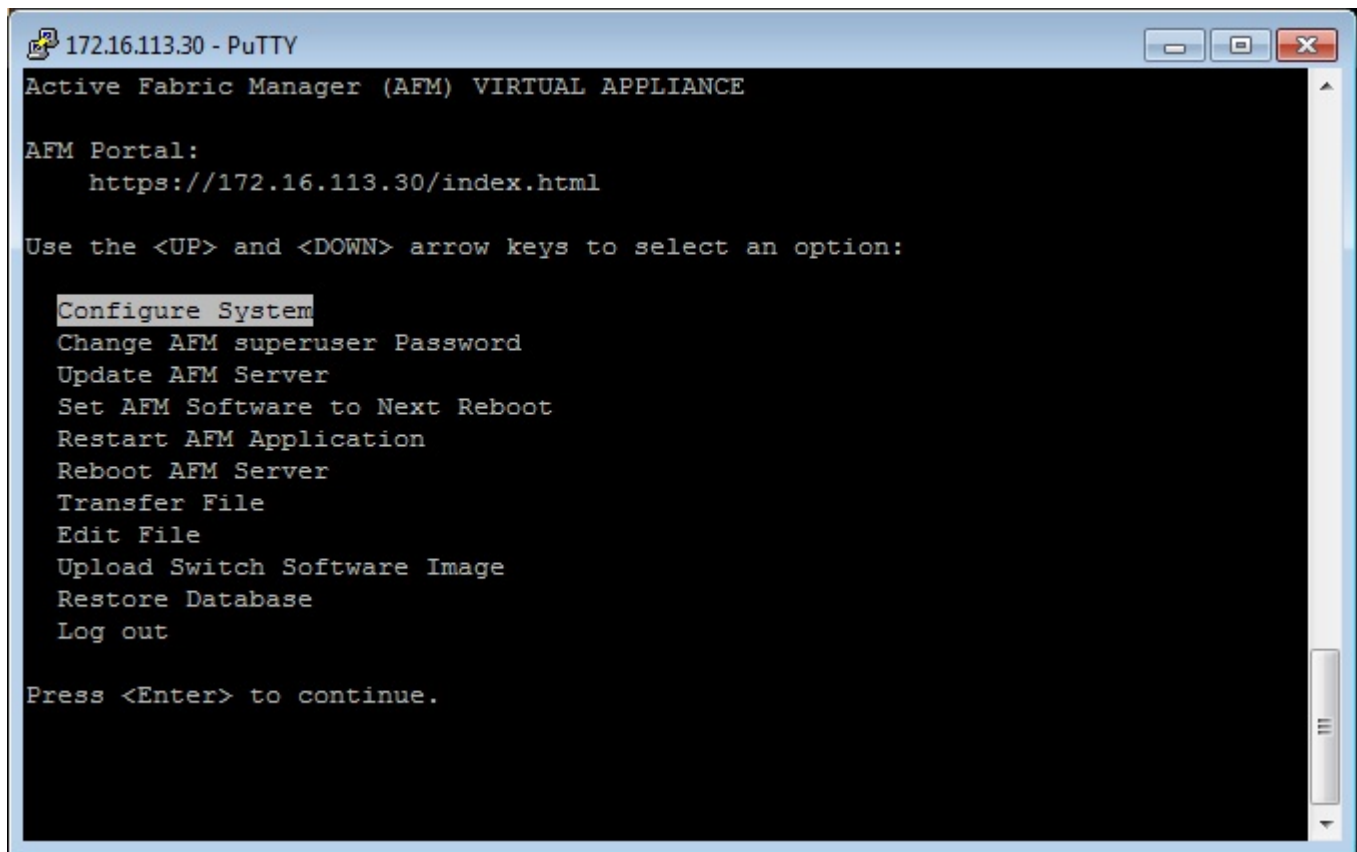 172.16.113.30 - PuTTY
Active Fabric Manager (AFM) VIRTUAL APPLIANCE
AFM Portal:
https://172.16.113.30/index.html
Use the <UP> and <DOWN> arrow keys to select an option:
Configure System
Change AFM superuser Password
Update AFM Server
Set AFM Software to Next Reboot
Restart AFM Application
Reboot AFM Server
Transfer File
Edit File
Upload Switch Software Image
Restore Database
Log out
Press <Enter> to continue.